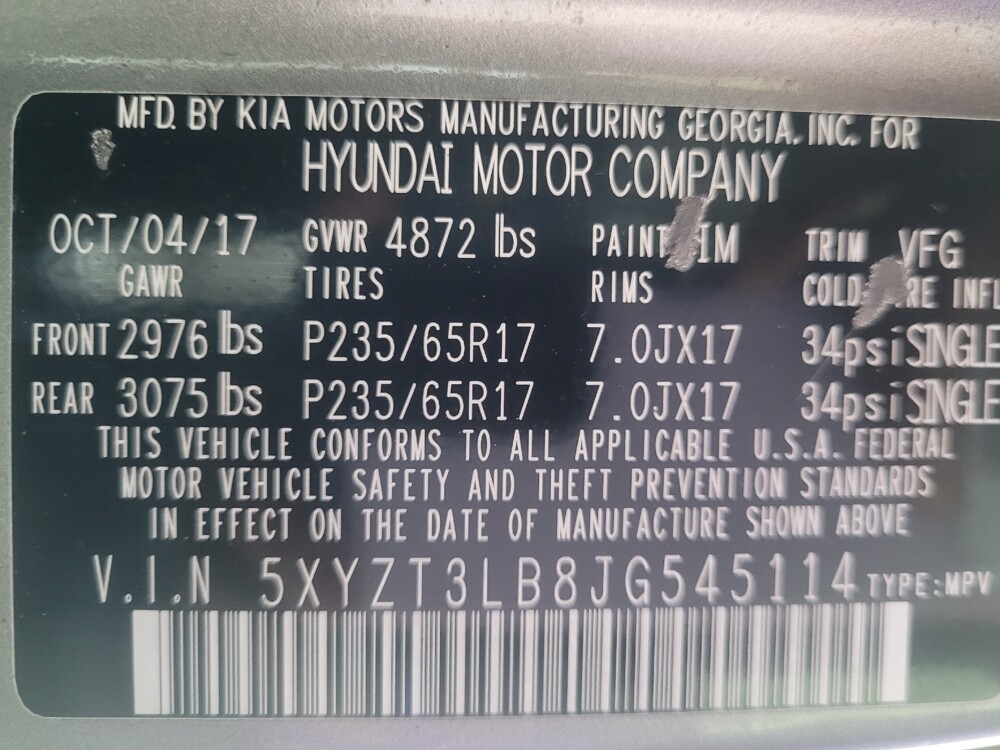 MFD. BY KIA MOTORS MANUFACTURING GEORGIA, INC. FOR
HYUNDAI MOTOR COMPANY
OCT/04/17 GVWR 4872 lbs PAINT TRIM VFG
GAWR TIRES RIMS COLD INFL
FRONT 2976 lbs P235/65R17 7.0JX17 34psi SINGLE
REAR 3075 lbs P235/65R17 7.0JX17 34psi SINGLE
THIS VEHICLE CONFORMS TO ALL APPLICABLE U.S.A. FEDERAL
MOTOR VEHICLE SAFETY AND THEFT PREVENTION STANDARDS
IN EFFECT ON THE DATE OF MANUFACTURE SHOWN ABOVE
V.I.N 5XYZT3LB8JG545114 TYPE:MPV